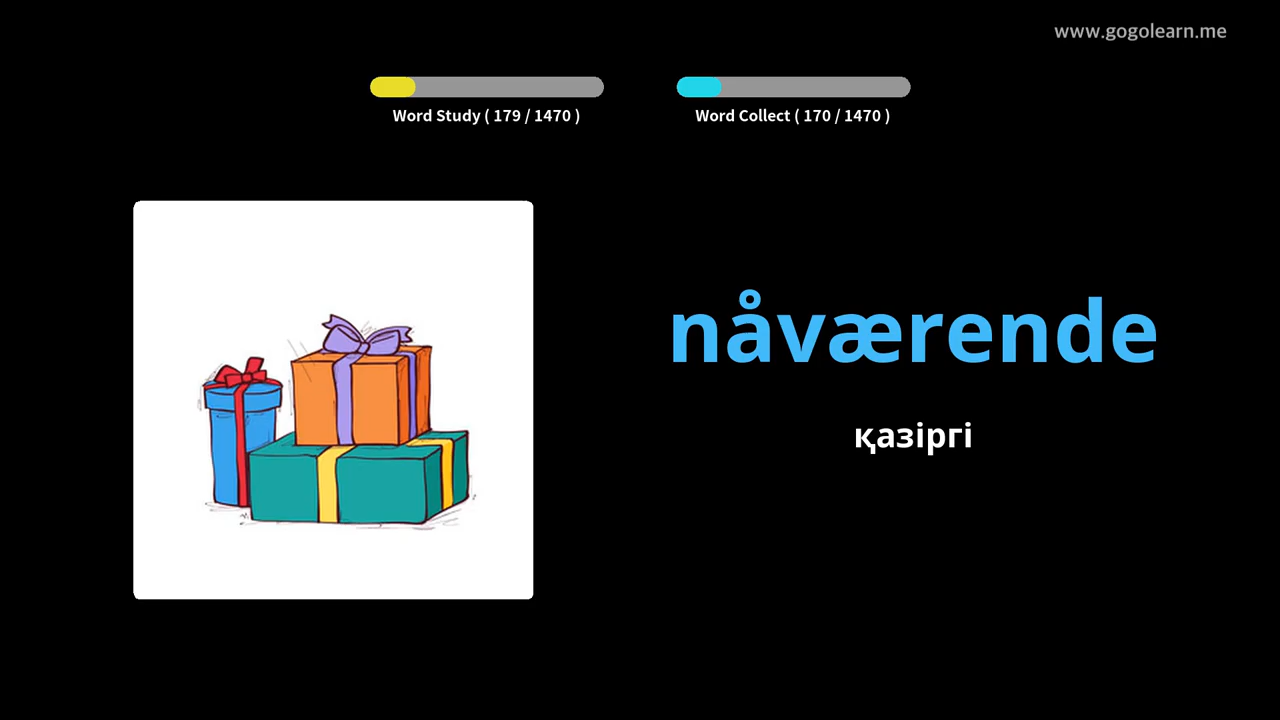 www.gogolearn.me
Word Study ( 179 / 1470 )
Word Collect ( 170 / 1470 )
nåværende
қазіргі